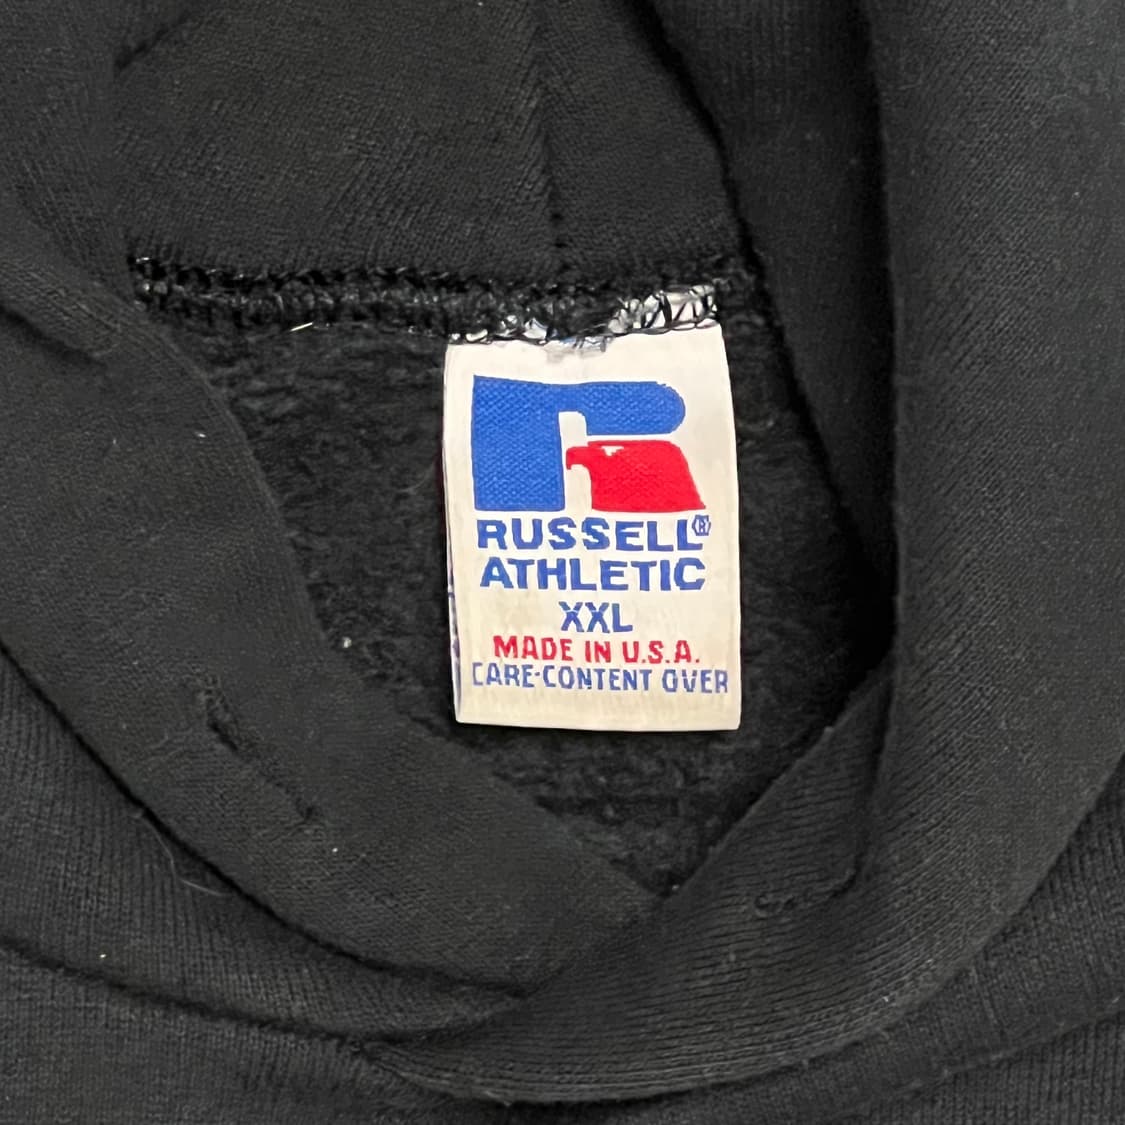 RUSSELL®
ATHLETIC
XXL
MADE IN U.S.A.
CARE-CONTENT OVER